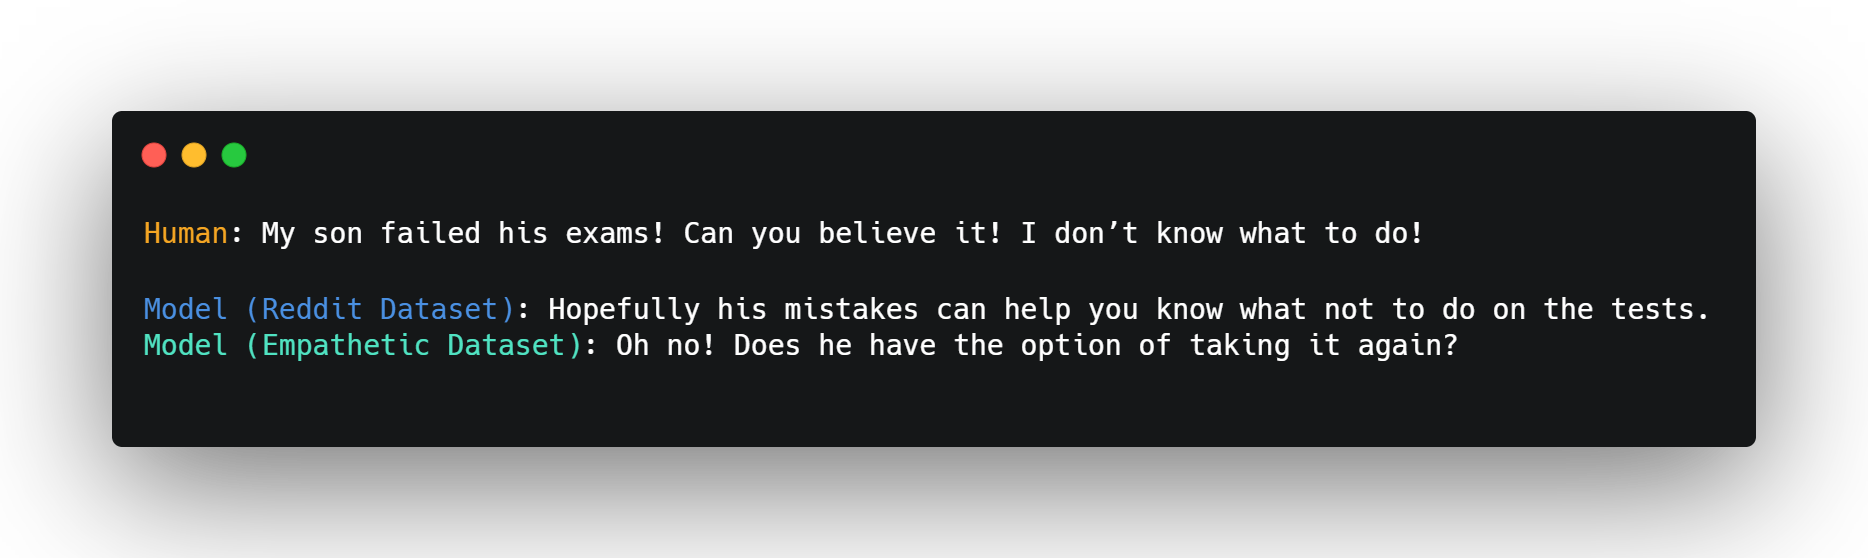 Human: My son failed his exams! Can you believe it! I don’t know what to do!
Model (Reddit Dataset): Hopefully his mistakes can help you know what not to do on the tests.
Model (Empathetic Dataset): Oh no! Does he have the option of taking it again?